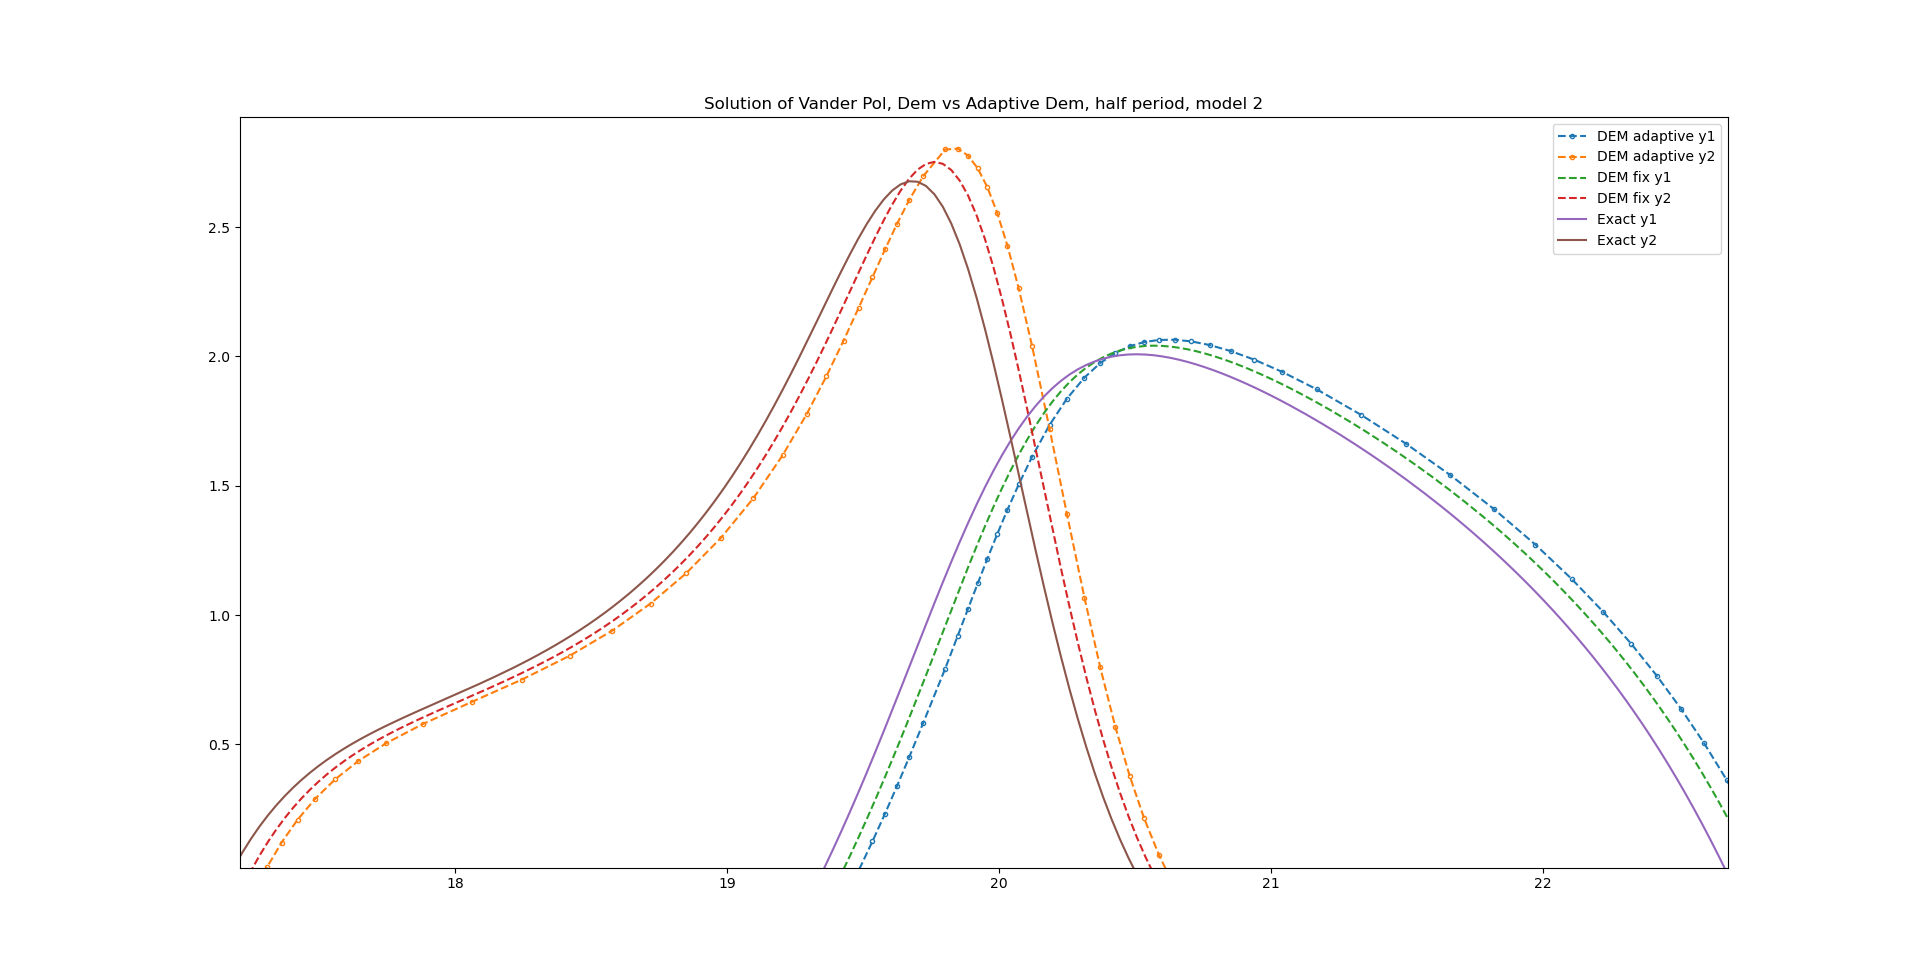 Solution of Vander Pol, Dem vs Adaptive Dem, half period, model 2
DEM adaptive y1
DEM adaptive y2
DEM fix y1
DEM fix y2
Exact y1
Exact y2
2.5
2.0
1.5
1.0
0.5
18 19 20 21 22